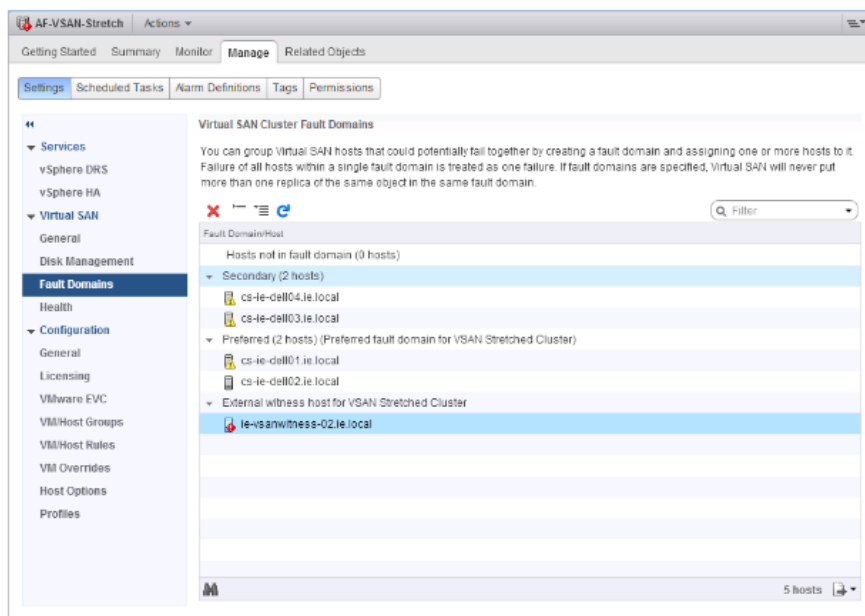 AF-VSAN-Stretch Actions
Getting Started Summary Monitor Manage Related Objects
Settings Scheduled Tasks Alarm Definitions Tags Permissions
Services
vSphere DRS
vSphere HA
Virtual SAN
General
Disk Management
Fault Domains
Health
Configuration
General
Licensing
VMware EVC
VM/Host Groups
VM/Host Rules
VM Overrides
Host Options
Profiles
Virtual SAN Cluster Fault Domains
You can group Virtual SAN hosts that could potentially fail together by creating a fault domain and assigning one or more hosts to it.
Failure of all hosts within a single fault domain is treated as one failure. If fault domains are specified, Virtual SAN will never put
more than one replica of the same object in the same fault domain.
Filter
Fault Domain/Host
Hosts not in fault domain (0 hosts)
Secondary (2 hosts)
cs-ie-dell04.ie.local
cs-ie-dell03.ie.local
Preferred (2 hosts) (Preferred fault domain for VSAN Stretched Cluster)
cs-ie-dell01.ie.local
cs-ie-dell02.ie.local
External witness host for VSAN Stretched Cluster
ie-vsanwitness-02.ie.local
5 hosts